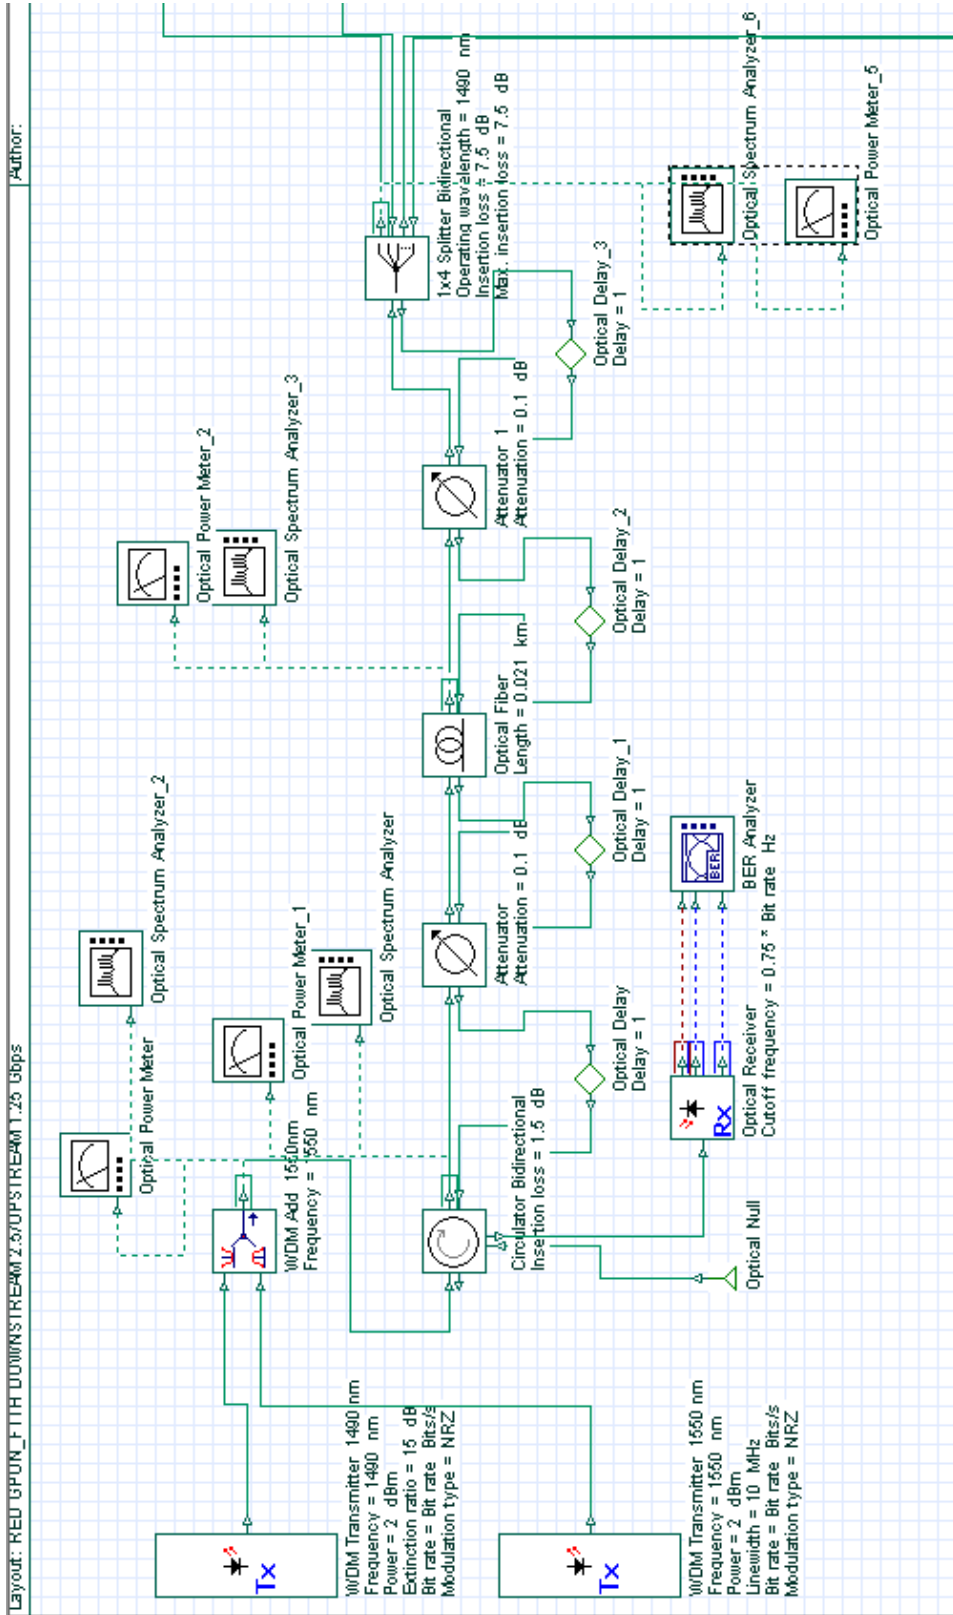 Layout: RED GPON_FTTH DOWNSTREAM 2.5/UPSTREAM 1.25 Gbps
Author:
Tx
WDM Transmitter 1490 nm
Frequency = 1490 nm
Power = 2 dBm
Extinction ratio = 15 dB
Bit rate = Bit rate Bits/s
Modulation type = NRZ
Tx
WDM Transmitter 1550 nm
Frequency = 1550 nm
Power = 2 dBm
Linewidth = 10 MHz
Bit rate = Bit rate Bits/s
Modulation type = NRZ
Optical Power Meter
Optical Spectrum Analyzer_2
WDM Add 1550nm
Frequency = 1550 nm
Optical Power Meter_1
Optical Spectrum Analyzer
Circulator Bidirectional
Insertion loss = 1.5 dB
Optical Null
Optical Delay
Delay = 1
Rx
Optical Receiver
Cutoff frequency = 0.75 * Bit rate Hz
BER
BER Analyzer
Attenuator
Attenuation = 0.1 dB
Optical Delay_1
Delay = 1
Optical Fiber
Length = 0.021 km
Optical Power Meter_2
Optical Spectrum Analyzer_3
Optical Delay_2
Delay = 1
Attenuator 1
Attenuation = 0.1 dB
Optical Delay_3
Delay = 1
1x4 Splitter Bidirectional
Operating wavelength = 1490 nm
Insertion loss = 7.5 dB
Max. insertion loss = 7.5 dB
Optical Spectrum Analyzer_6
Optical Power Meter_5